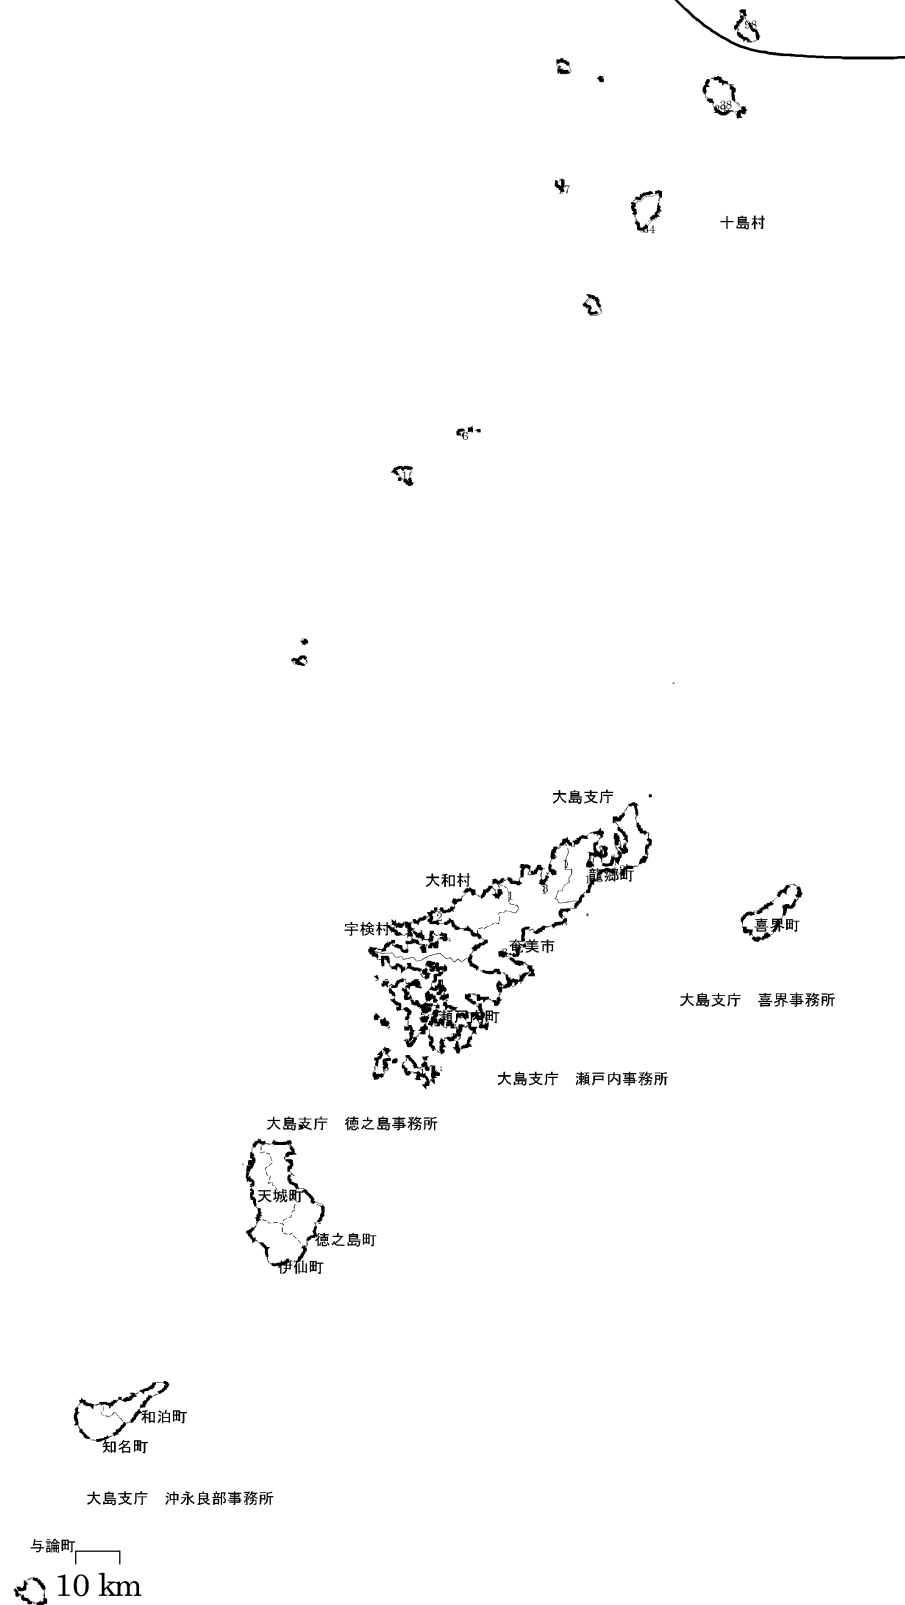 十島村
大島支庁
龍郷町
大和村
喜界町
宇検村
奄美市
大島支庁　喜界事務所
瀬戸内町
大島支庁　瀬戸内事務所
大島支庁　徳之島事務所
天城町
徳之島町
伊仙町
和泊町
知名町
大島支庁　沖永良部事務所
与論町
10 km